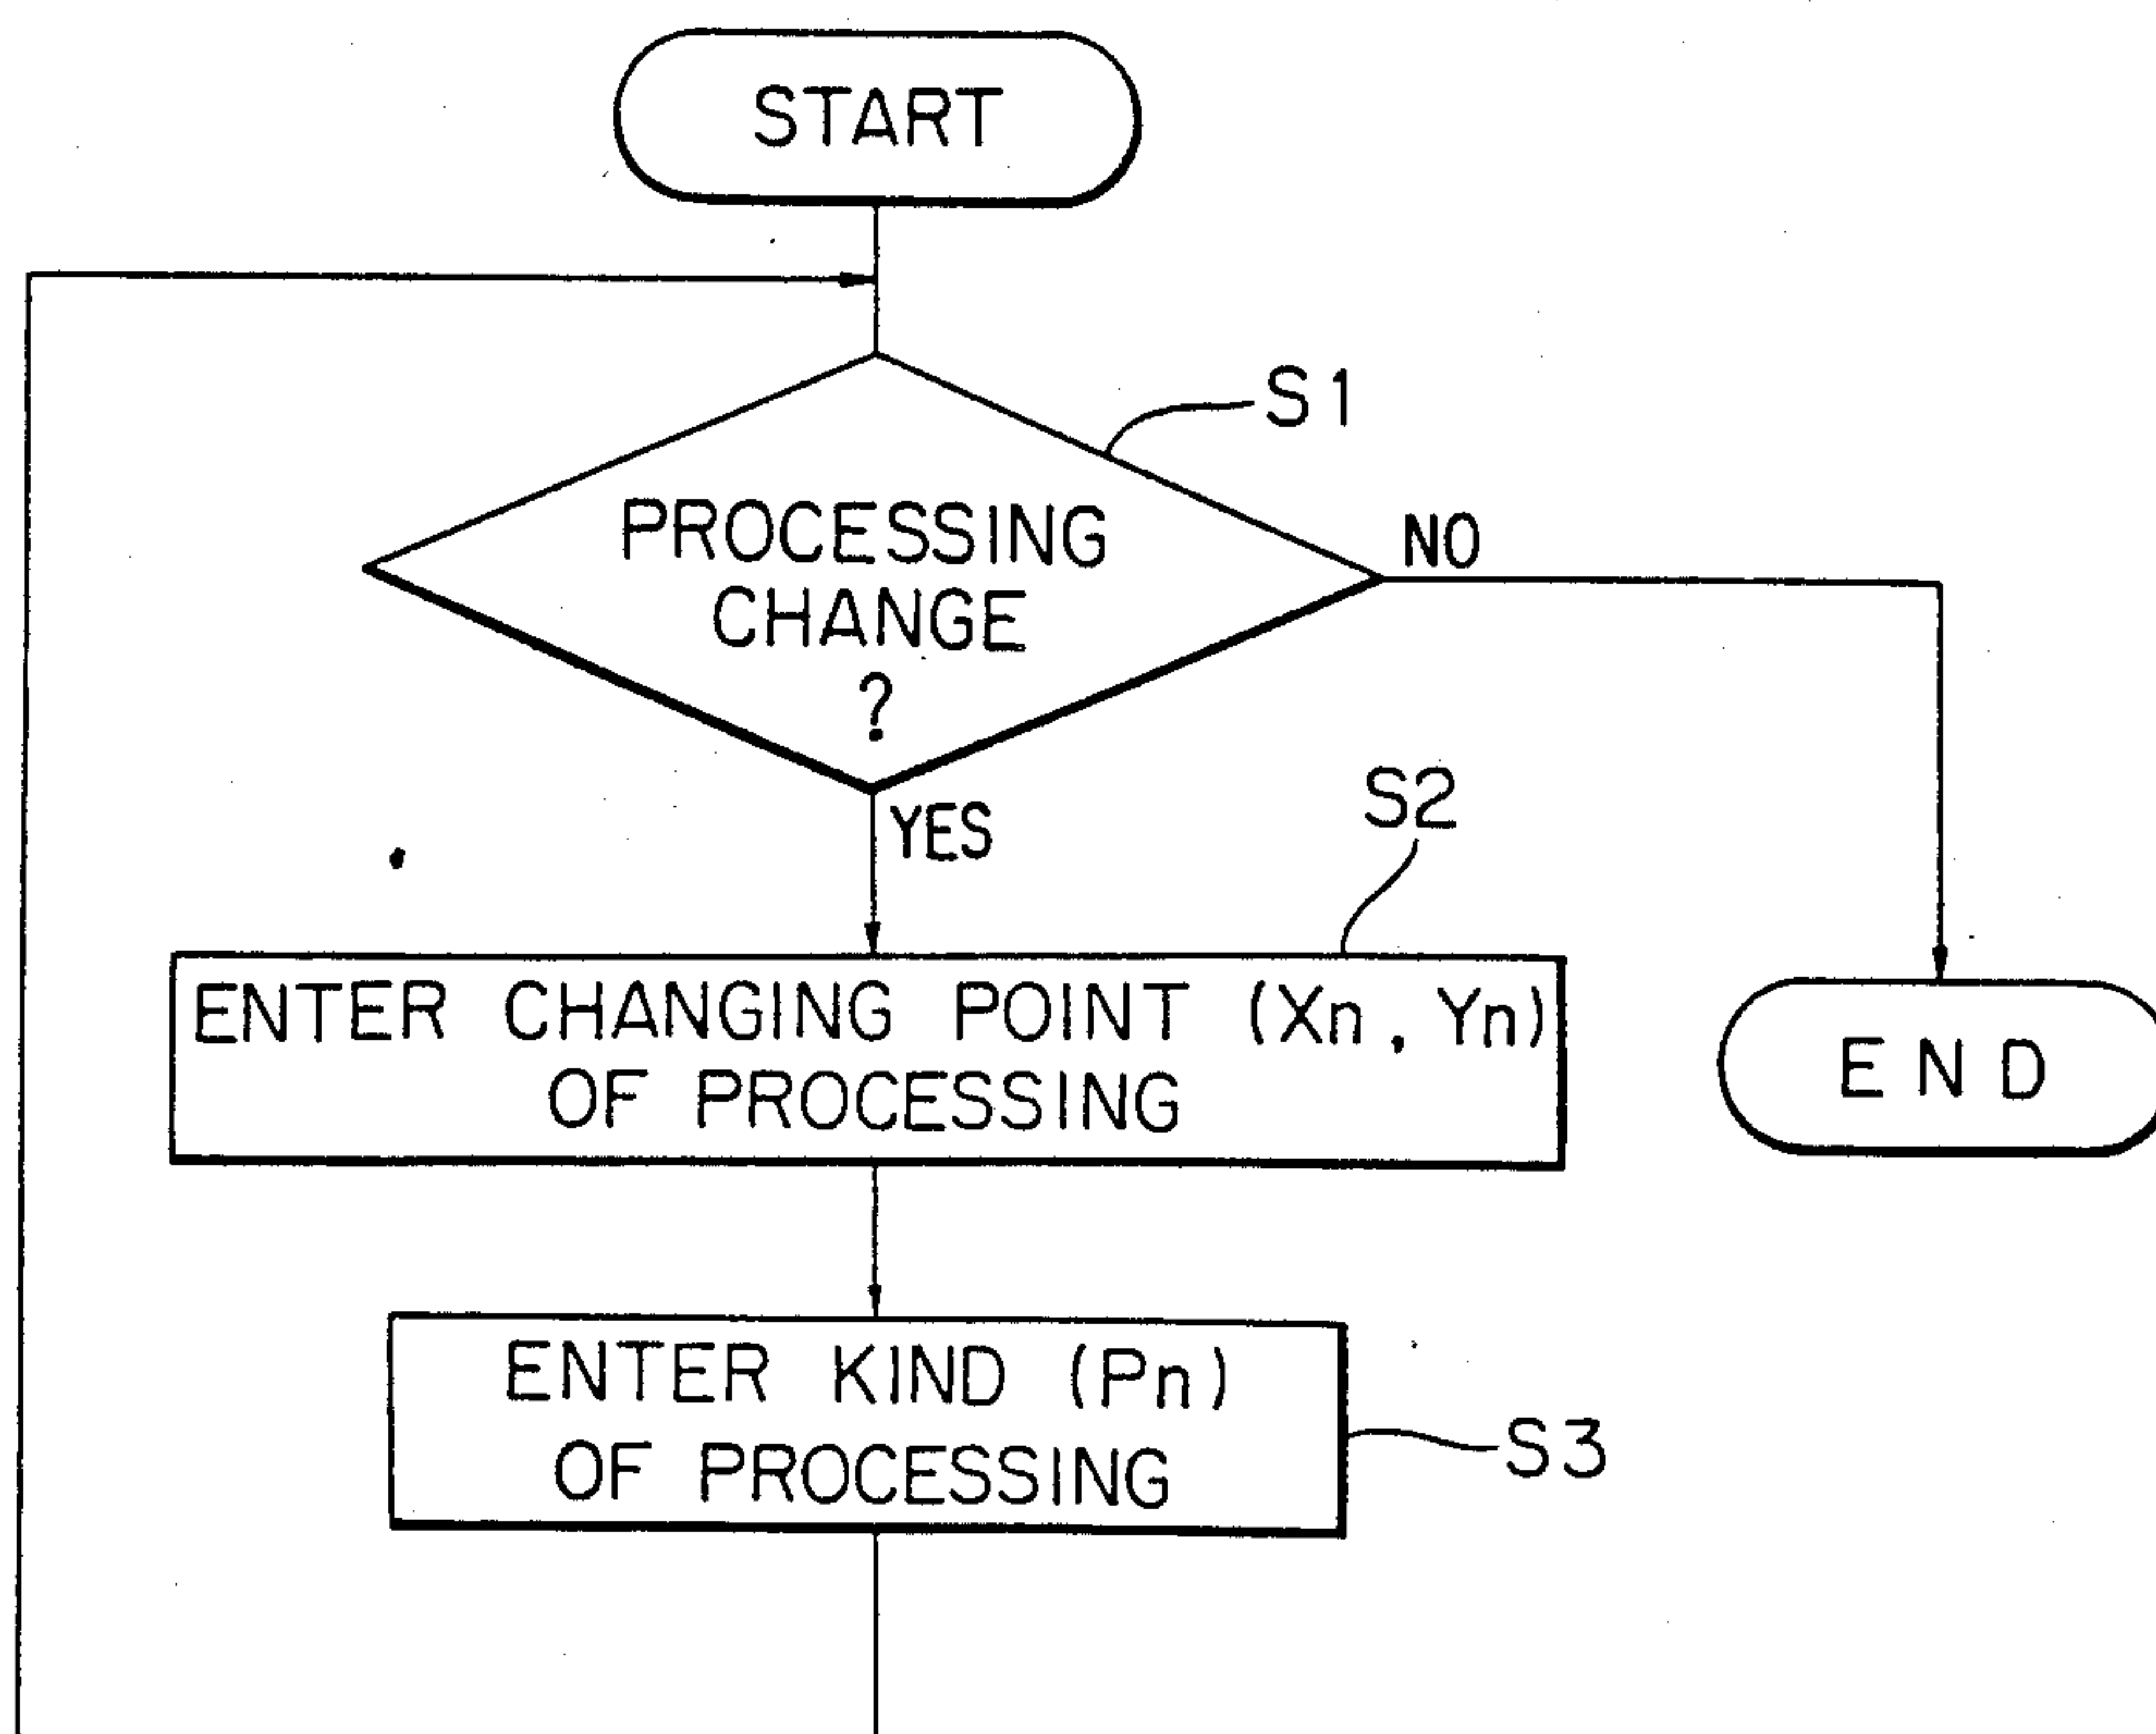 START
S1
PROCESSING
CHANGE
?
NO
YES
S2
ENTER CHANGING POINT (Xn, Yn)
OF PROCESSING
END
ENTER KIND (Pn)
OF PROCESSING
S3